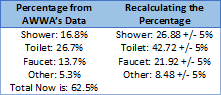 Percentage from Recalculating the
AWWA's Data Percentage
Shower: 16.8% Shower: 26.88 +/- 5%
Toilet: 26.7% Toilet: 42.72 +/- 5%
Faucet: 13.7% Faucet: 21.92 +/- 5%
Other: 5.3% Other: 8.48 +/- 5%
Total Now is: 62.5%